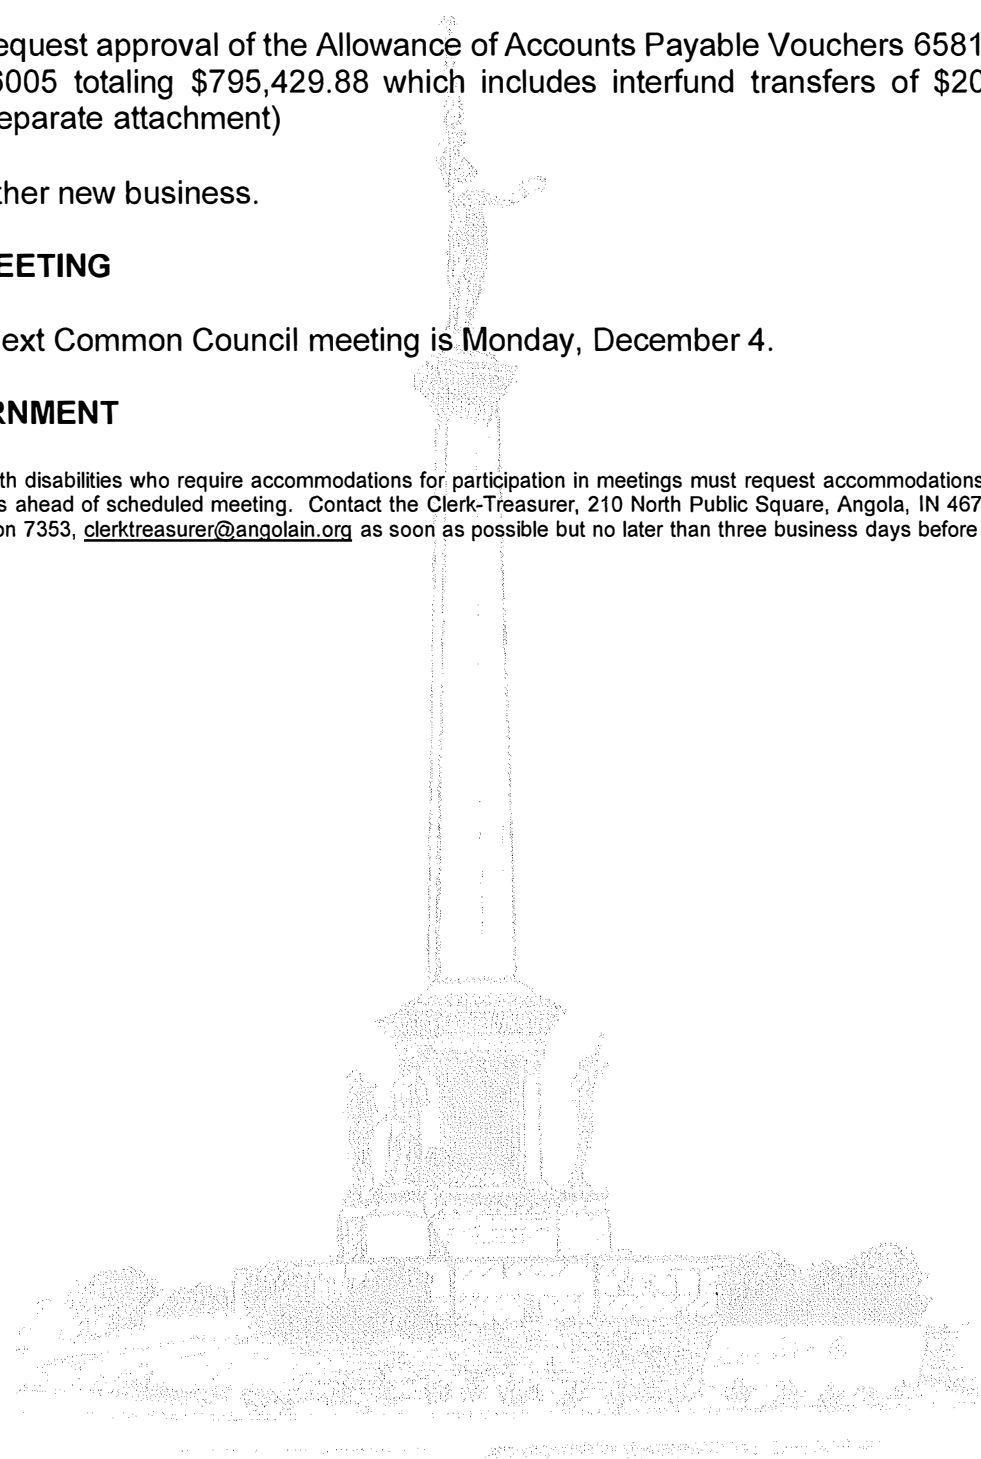 equest approval of the Allowance of Accounts Payable Vouchers 6581
6005 totaling $795,429.88 which includes interfund transfers of $20
eparate attachment)
ther new business.
EETING
ext Common Council meeting is Monday, December 4.
RNMENT
th disabilities who require accommodations for participation in meetings must request accommodations
s ahead of scheduled meeting. Contact the Clerk-Treasurer, 210 North Public Square, Angola, IN 467
on 7353, clerktreasurer@angolain.org as soon as possible but no later than three business days before